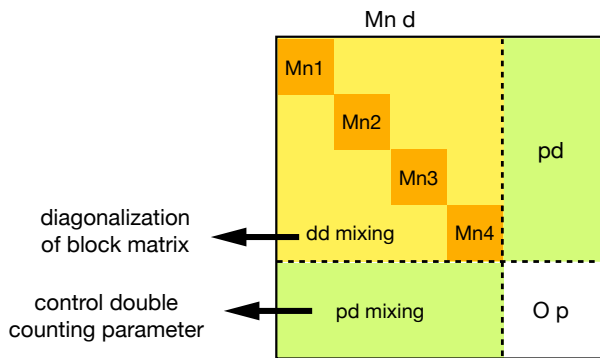 Mn d
Mn1
Mn2
pd
Mn3
diagonalization
of block matrix
dd mixing
Mn4
control double
counting parameter
pd mixing
O p